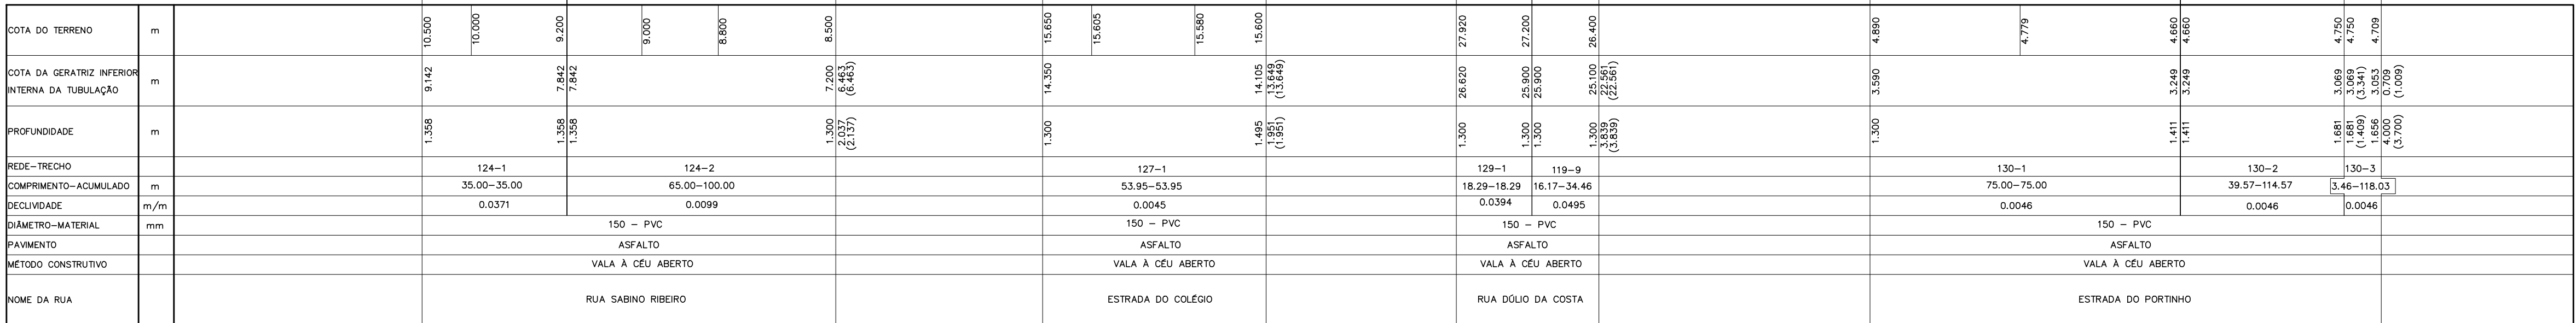 COTA DO TERRENO m 10.500 10.000 9.200 9.000 8.800 8.500 15.650 15.605 15.580 15.600 27.920 27.200 26.400 4.890 4.779 4.660 4.660 4.750 4.750 4.709
COTA DA GERATRIZ INFERIOR
INTERNA DA TUBULAÇÃO m 9.142 7.842 7.842 7.200 6.463 (6.463) 14.350 14.105 13.649 (13.649) 26.620 25.900 25.900 25.100 22.561 (22.561) 3.590 3.249 3.249 3.069 3.069 (3.341) 3.053 0.709 (1.009)
PROFUNDIDADE m 1.358 1.358 1.358 1.300 2.037 (2.137) 1.300 1.495 1.951 (1.951) 1.300 1.300 1.300 1.300 3.839 (3.839) 1.300 1.411 1.411 1.681 1.681 (1.409) 1.656 4.000 (3.700)
REDE-TRECHO 124-1 124-2 127-1 129-1 119-9 130-1 130-2 130-3
COMPRIMENTO-ACUMULADO m 35.00-35.00 65.00-100.00 53.95-53.95 18.29-18.29 16.17-34.46 75.00-75.00 39.57-114.57 3.46-118.03
DECLIVIDADE m/m 0.0371 0.0099 0.0045 0.0394 0.0495 0.0046 0.0046 0.0046
DIÂMETRO-MATERIAL mm 150 - PVC 150 - PVC 150 - PVC 150 - PVC
PAVIMENTO ASFALTO ASFALTO ASFALTO ASFALTO
MÉTODO CONSTRUTIVO VALA À CÉU ABERTO VALA À CÉU ABERTO VALA À CÉU ABERTO VALA À CÉU ABERTO
NOME DA RUA RUA SABINO RIBEIRO ESTRADA DO COLÉGIO RUA DÚLIO DA COSTA ESTRADA DO PORTINHO